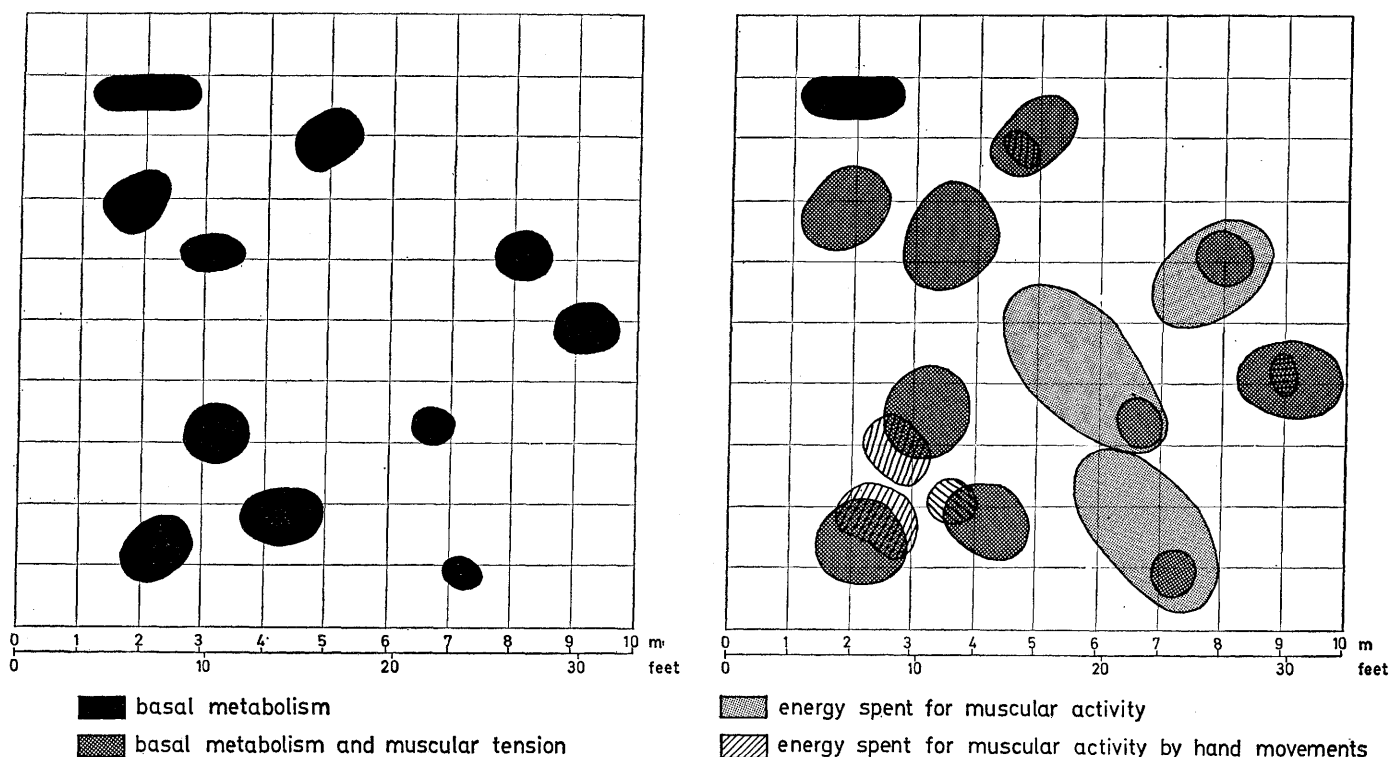 0 1 2 3 4 5 6 7 8 9 10 m
0 10 20 30 feet
basal metabolism
basal metabolism and muscular tension
0 1 2 3 4 5 6 7 8 9 10 m
0 10 20 30 feet
energy spent for muscular activity
energy spent for muscular activity by hand movements